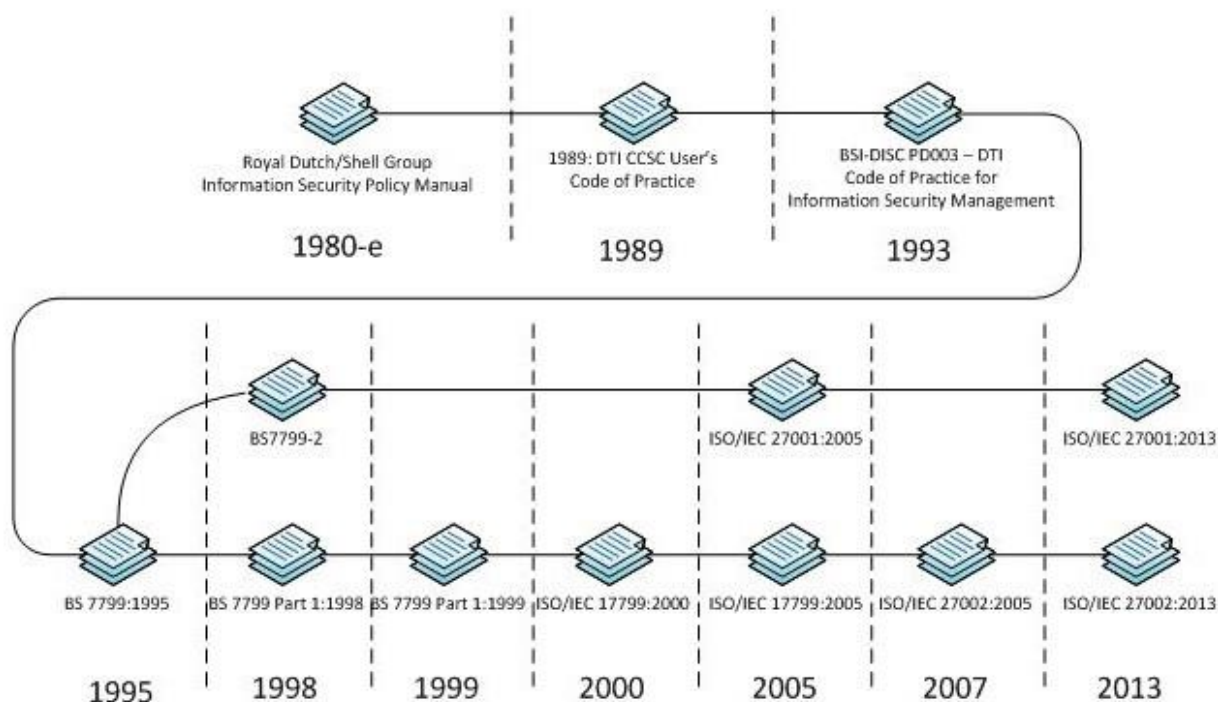 Royal Dutch/Shell Group
Information Security Policy Manual
1980-e
1989: DTI CCSC User's
Code of Practice
1989
BSI-DISC PD003 – DTI
Code of Practice for
Information Security Management
1993
BS7799-2
ISO/IEC 27001:2005
ISO/IEC 27001:2013
BS 7799:1995
BS 7799 Part 1:1998
BS 7799 Part 1:1999
ISO/IEC 17799:2000
ISO/IEC 17799:2005
ISO/IEC 27002:2005
ISO/IEC 27002:2013
1995
1998
1999
2000
2005
2007
2013